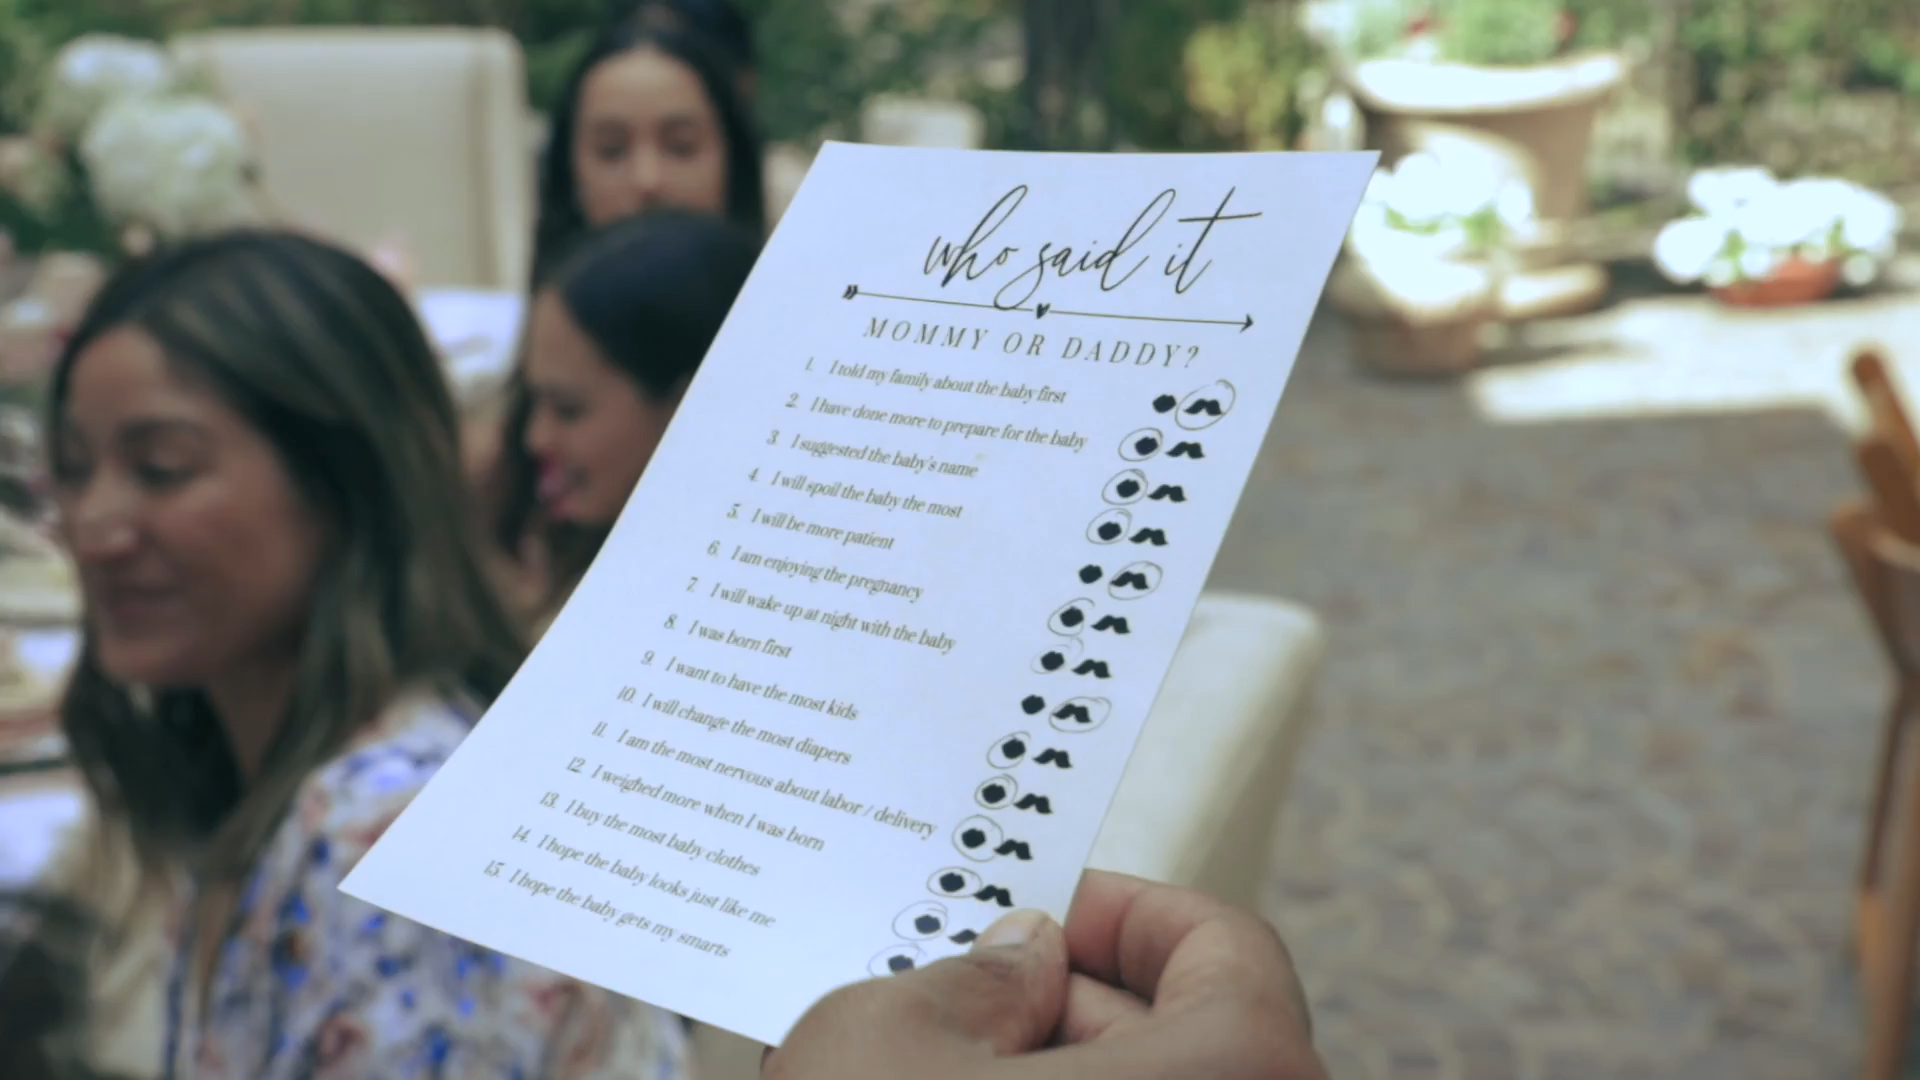 who said it
MOMMY OR DADDY?
1. I told my family about the baby first
2. I have done more to prepare for the baby
3. I suggested the baby's name
4. I will spoil the baby the most
5. I will be more patient
6. I am enjoying the pregnancy
7. I will wake up at night with the baby
8. I was born first
9. I want to have the most kids
10. I will change the most diapers
11. I am the most nervous about labor / delivery
12. I weighed more when I was born
13. I buy the most baby clothes
14. I hope the baby looks just like me
15. I hope the baby gets my smarts